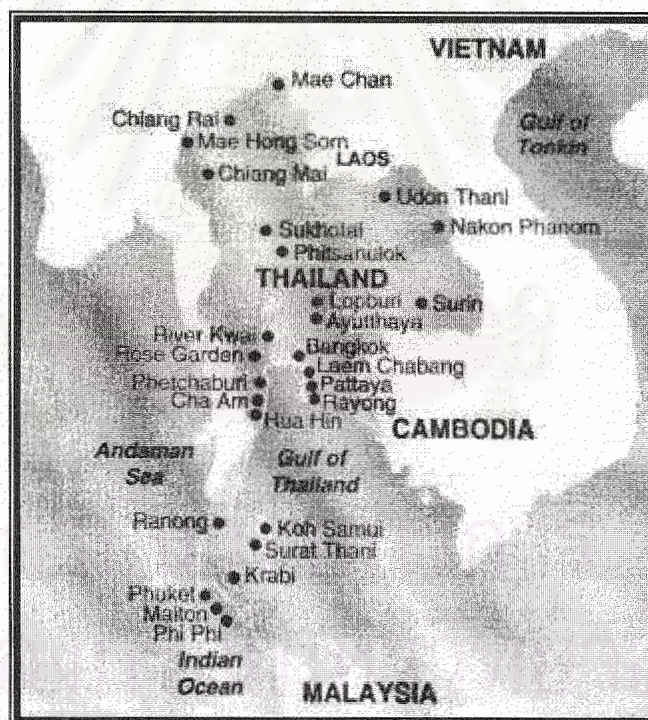 VIETNAM
Mae Chan
Chiang Rai
Gulf of
Tonkin
Mae Hong Som
LAOS
Chiang Mai
Udon Thani
Sukhotai
Nakon Phanom
Phitsanulok
THAILAND
Lopburi
Surin
Ayutthaya
River Kwai
Bangkok
Rose Garden
Laem Chabang
Phetchaburi
Pattaya
Cha Am
Rayong
Hua Hin
CAMBODIA
Andaman
Sea
Gulf of
Thailand
Ranong
Koh Samui
Surat Thani
Krabi
Phuket
Maiton
Phi Phi
Indian
Ocean
MALAYSIA